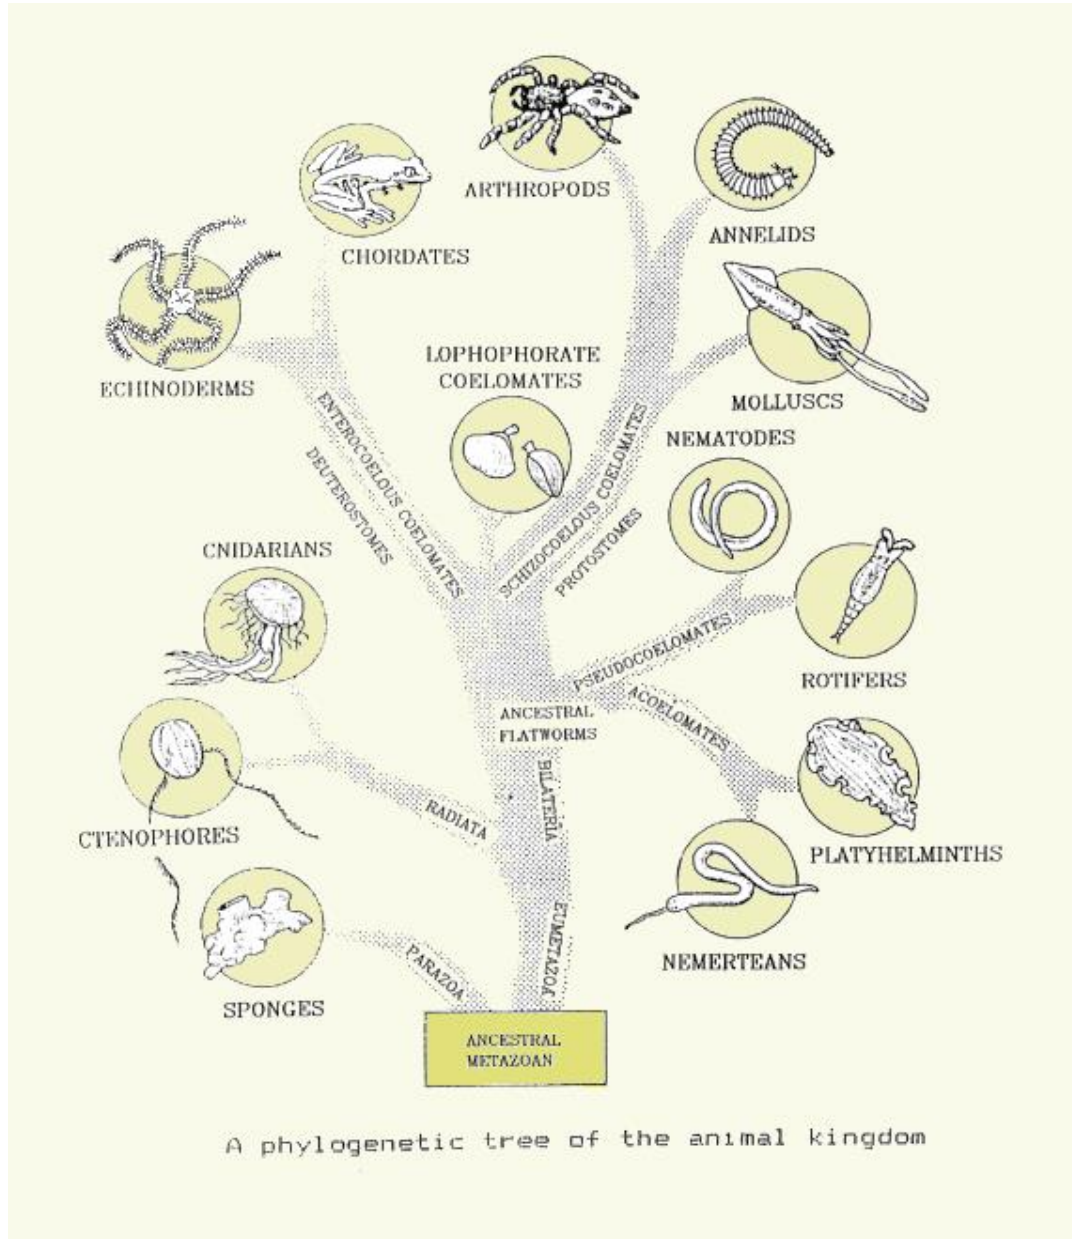 ARTHROPODS
ANNELIDS
CHORDATES
MOLLUSCS
ECHINODERMS
LOPHOPHORATE
COELOMATES
NEMATODES
ENTEROCOELOUS COELOMATES
DEUTEROSTOMES
SCHIZOCOELOUS COELOMATES
PROTOSTOMES
CNIDARIANS
ROTIFERS
PSEUDOCOELOMATES
ACOELOMATES
ANCESTRAL
FLATWORMS
BILATERIA
RADIATA
CTENOPHORES
PLATYHELMINTHS
NEMERTEANS
EUMETAZOA
PARAZOA
SPONGES
ANCESTRAL
METAZOAN
A phylogenetic tree of the animal kingdom